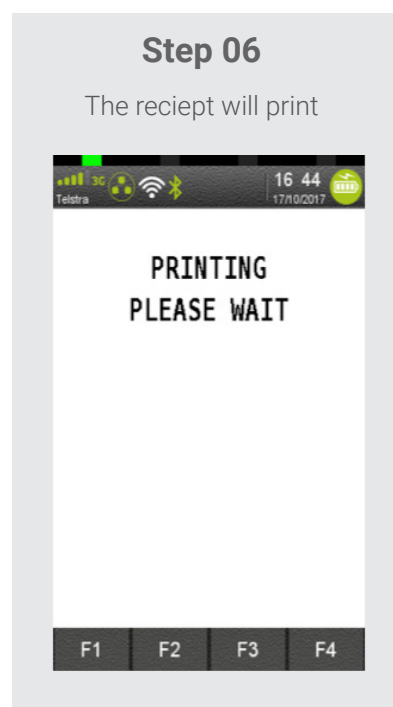 Step 06
The reciept will print
3G
Telstra
16 44
17/10/2017
PRINTING
PLEASE WAIT
F1 F2 F3 F4